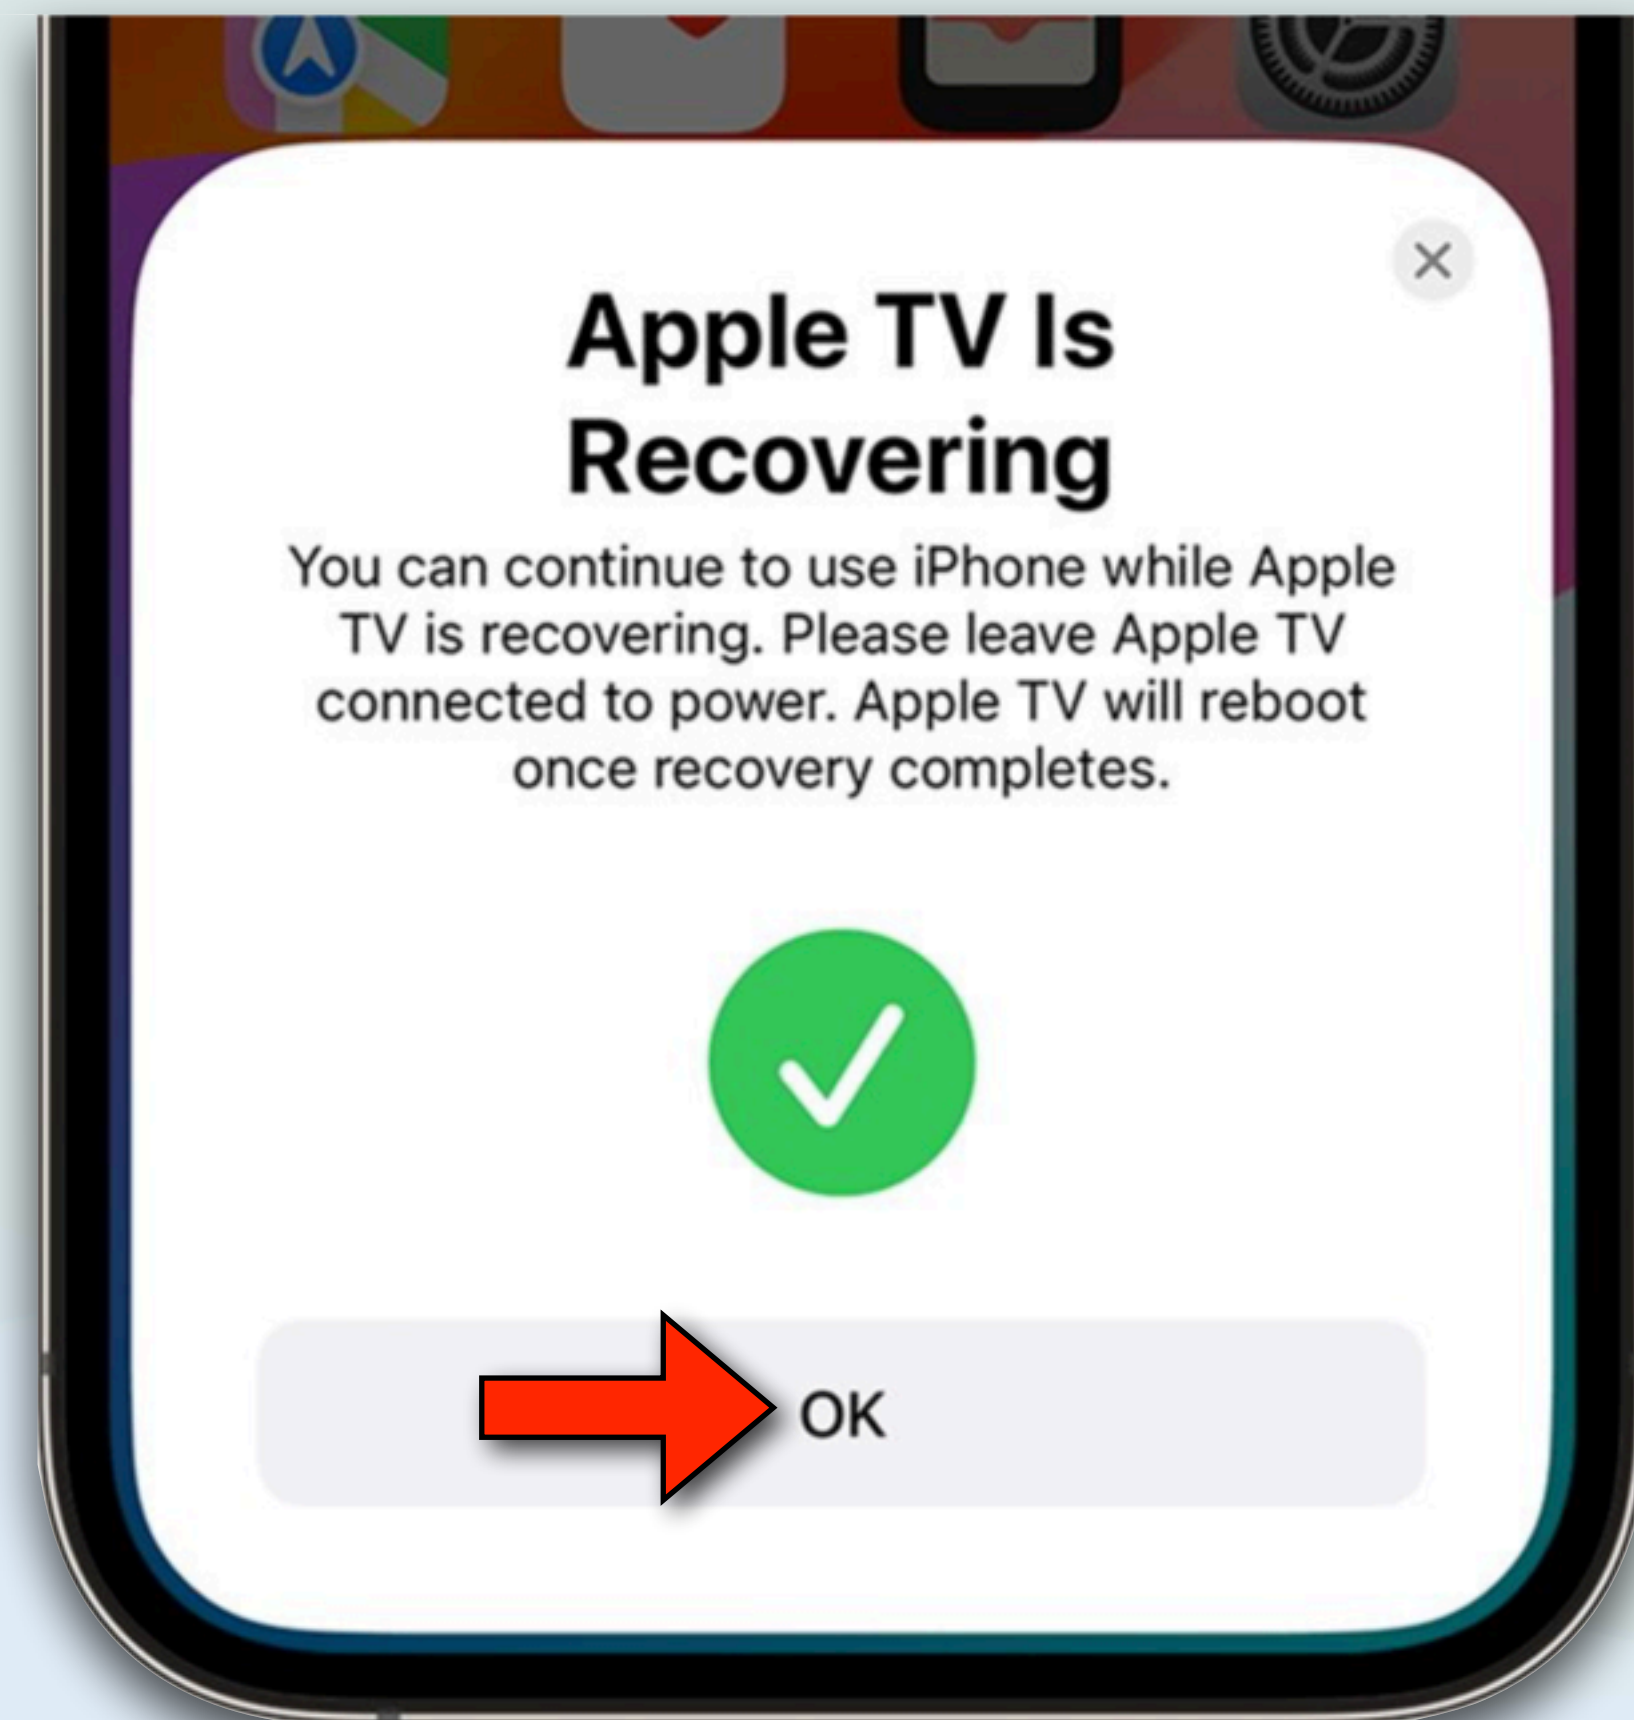 Apple TV Is
Recovering
You can continue to use iPhone while Apple
TV is recovering. Please leave Apple TV
connected to power. Apple TV will reboot
once recovery completes.
OK